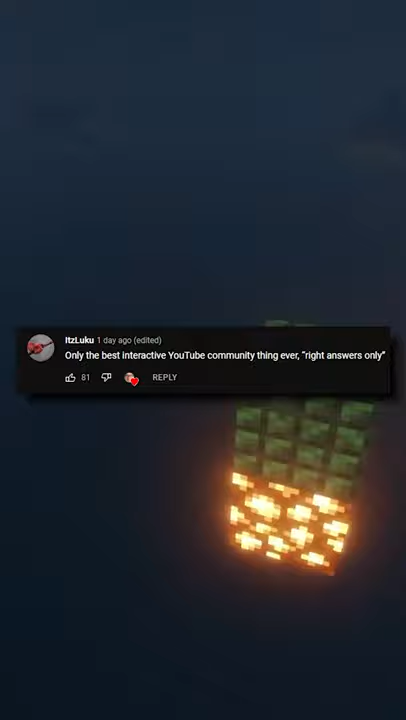 ItzLuku 1 day ago (edited)
Only the best interactive YouTube community thing ever, "right answers only"
81 REPLY